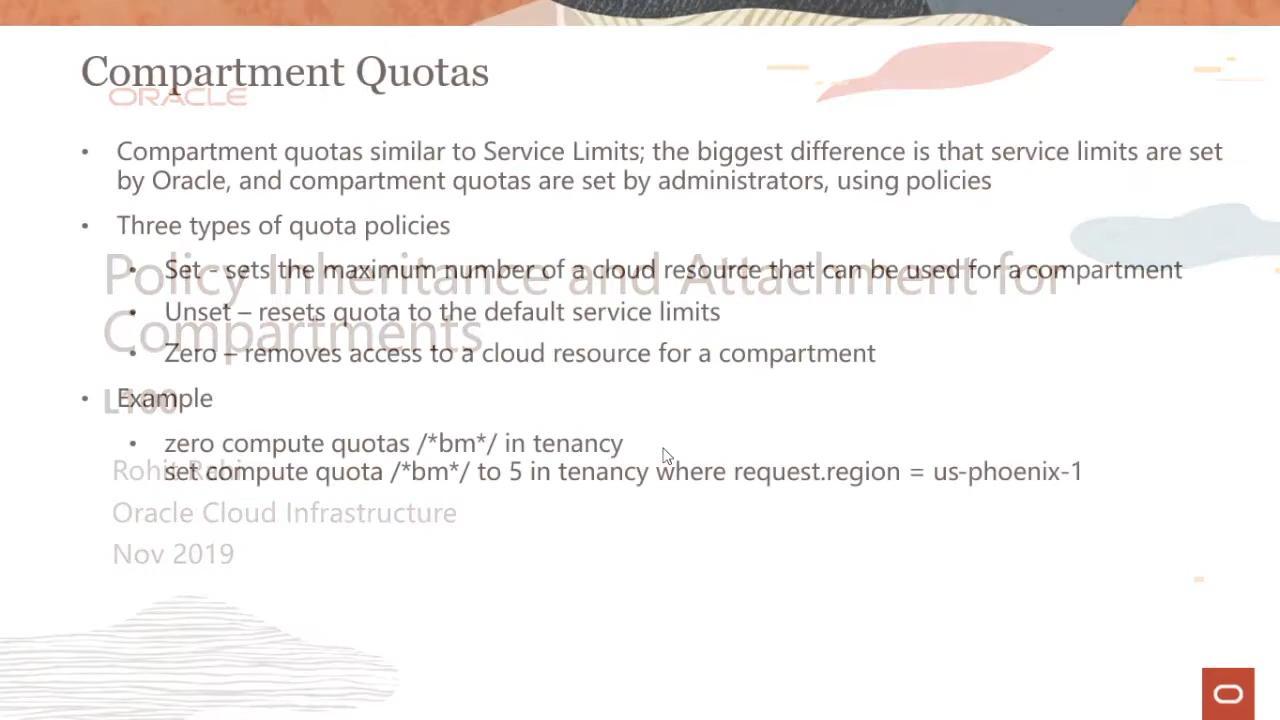 Compartment Quotas
ORACLE
• Compartment quotas similar to Service Limits; the biggest difference is that service limits are set
by Oracle, and compartment quotas are set by administrators, using policies
• Three types of quota policies
• Set - sets the maximum number of a cloud resource that can be used for a compartment
Policy Inheritance and Attachment for
• Unset – resets quota to the default service limits
Compartments
• Zero – removes access to a cloud resource for a compartment
• Example
L100
• zero compute quotas /*bm*/ in tenancy
set compute quota /*bm*/ to 5 in tenancy where request.region = us-phoenix-1
Rohit
Oracle Cloud Infrastructure
Nov 2019